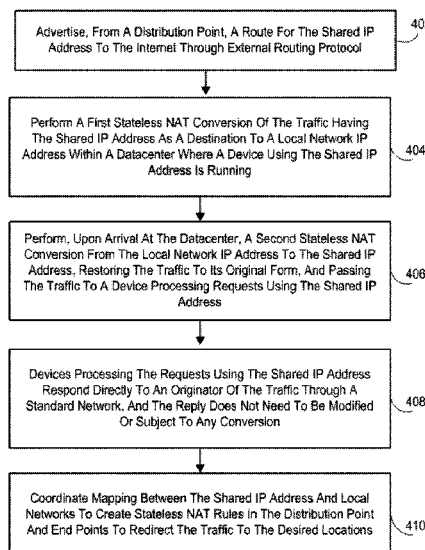 Advertise, From A Distribution Point, A Route For The Shared IP
Address To The Internet Through External Routing Protocol
40
Perform A First Stateless NAT Conversion Of The Traffic Having
The Shared IP Address As A Destination To A Local Network IP
Address Within A Datacenter Where A Device Using The Shared IP
Address Is Running
404
Perform, Upon Arrival At The Datacenter, A Second Stateless NAT
Conversion From The Local Network IP Address To The Shared IP
Address, Restoring The Traffic To Its Original Form, And Passing
The Traffic To A Device Processing Requests Using The Shared IP
Address
406
Devices Processing The Requests Using The Shared IP Address
Respond Directly To An Originator Of The Traffic Through A
Standard Network, And The Reply Does Not Need To Be Modified
Or Subject To Any Conversion
408
Coordinate Mapping Between The Shared IP Address And Local
Networks To Create Stateless NAT Rules In The Distribution Point
And End Points To Redirect The Traffic To The Desired Locations
410